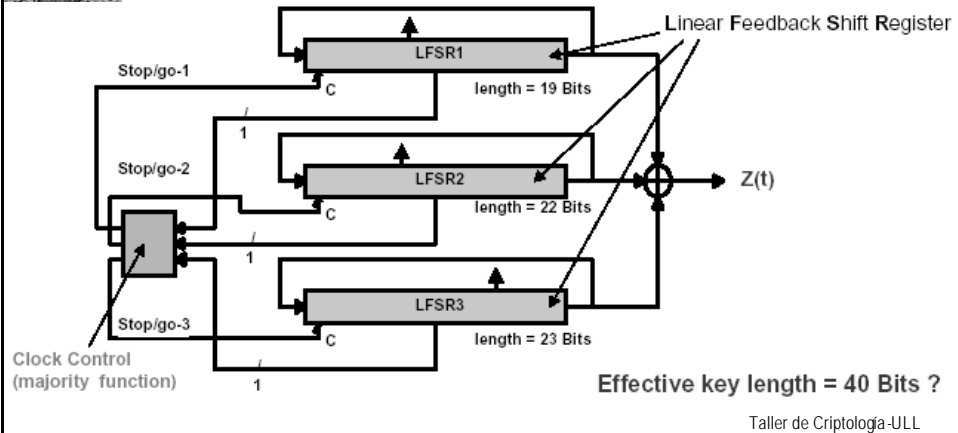 Linear Feedback Shift Register
LFSR1
Stop/go-1
C
length = 19 Bits
1
Stop/go-2
LFSR2
C
length = 22 Bits
Z(t)
1
LFSR3
Stop/go-3
C
length = 23 Bits
Clock Control
(majority function)
1
Effective key length = 40 Bits ?
Taller de Criptología-ULL